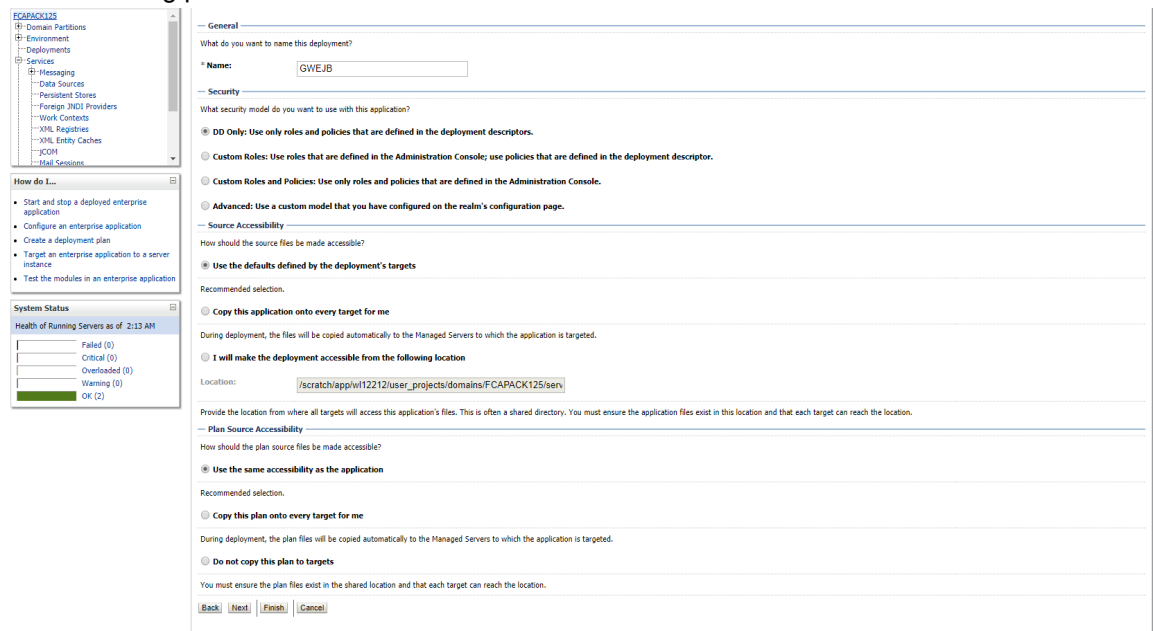 FCAPACK125
Domain Partitions
Environment
Deployments
Services
Messaging
Data Sources
Persistent Stores
Foreign JNDI Providers
Work Contexts
XML Registries
XML Entity Caches
jCOM
Mail Sessions
How do I...
Start and stop a deployed enterprise
application
Configure an enterprise application
Create a deployment plan
Target an enterprise application to a server
instance
Test the modules in an enterprise application
System Status
Health of Running Servers as of 2:13 AM
Failed (0)
Critical (0)
Overloaded (0)
Warning (0)
OK (2)
General
What do you want to name this deployment?
* Name: GWEJB
Security
What security model do you want to use with this application?
DD Only: Use only roles and policies that are defined in the deployment descriptors.
Custom Roles: Use roles that are defined in the Administration Console; use policies that are defined in the deployment descriptor.
Custom Roles and Policies: Use only roles and policies that are defined in the Administration Console.
Advanced: Use a custom model that you have configured on the realm's configuration page.
Source Accessibility
How should the source files be made accessible?
Use the defaults defined by the deployment's targets
Recommended selection.
Copy this application onto every target for me
During deployment, the files will be copied automatically to the Managed Servers to which the application is targeted.
I will make the deployment accessible from the following location
Location: /scratch/app/wl12212/user_projects/domains/FCAPACK125/serv
Provide the location from where all targets will access this application's files. This is often a shared directory. You must ensure the application files exist in this location and that each target can reach the location.
Plan Source Accessibility
How should the plan source files be made accessible?
Use the same accessibility as the application
Recommended selection.
Copy this plan onto every target for me
During deployment, the plan files will be copied automatically to the Managed Servers to which the application is targeted.
Do not copy this plan to targets
You must ensure the plan files exist in the shared location and that each target can reach the location.
Back Next Finish Cancel